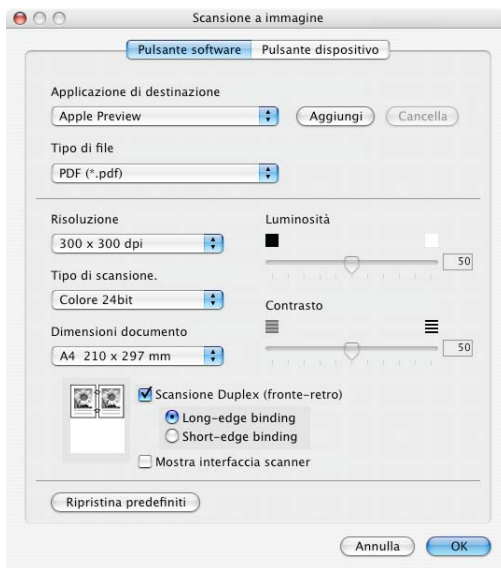 Scansione a immagine
Pulsante software Pulsante dispositivo
Applicazione di destinazione
Apple Preview Aggiungi Cancella
Tipo di file
PDF (*.pdf)
Risoluzione Luminosità
300 x 300 dpi
50
Tipo di scansione.
Colore 24bit
Contrasto
Dimensioni documento
A4 210 x 297 mm 50
Scansione Duplex (fronte-retro)
Long-edge binding
Short-edge binding
Mostra interfaccia scanner
Ripristina predefiniti
Annulla OK